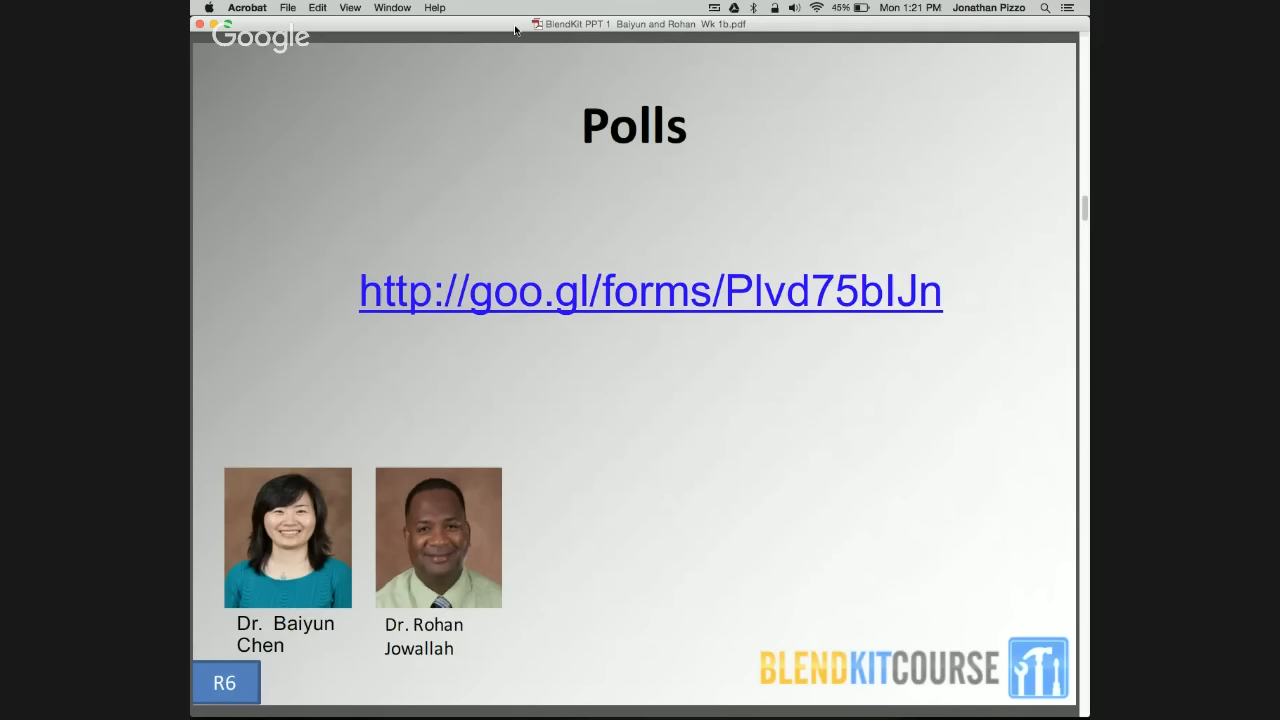 Acrobat File Edit View Window Help 45% Mon 1:21 PM Jonathan Pizzo
BlendKit PPT 1 Baiyun and Rohan Wk 1b.pdf
Google
Polls
http://goo.gl/forms/Plvd75bIJn
Dr. Baiyun
Chen
Dr. Rohan
Jowallah
R6
BLENDKITCOURSE